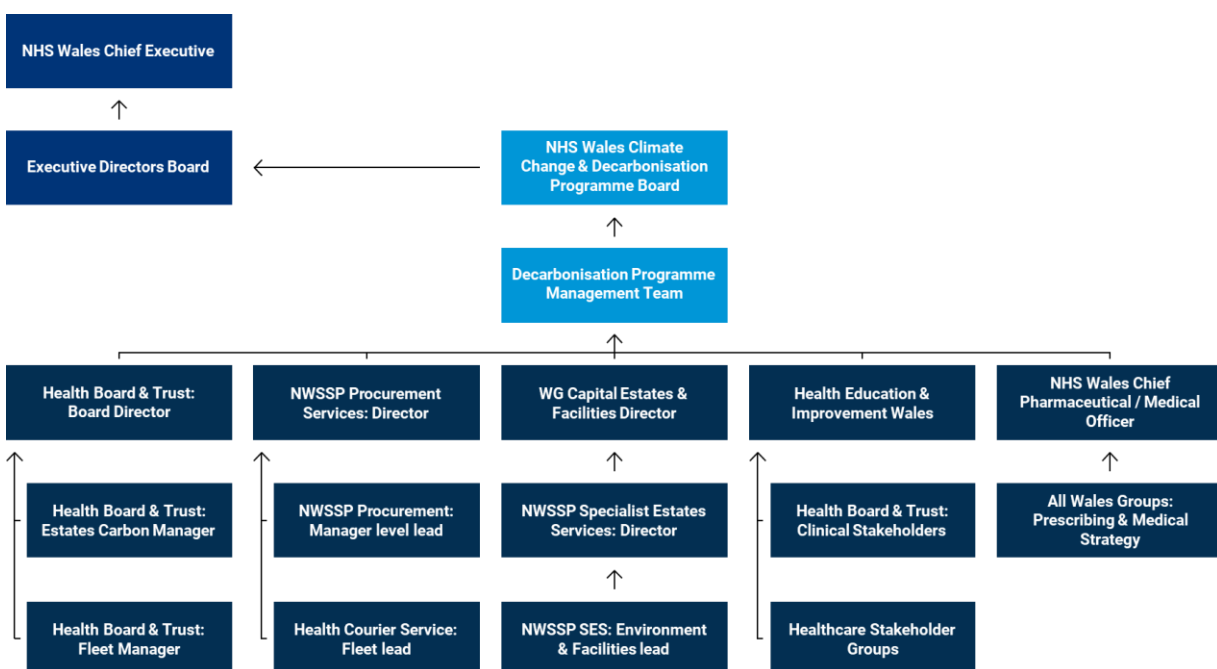 NHS Wales Chief Executive
Executive Directors Board
NHS Wales Climate
Change & Decarbonisation
Programme Board
Decarbonisation Programme
Management Team
Health Board & Trust:
Board Director
NWSSP Procurement
Services: Director
WG Capital Estates &
Facilities Director
Health Education &
Improvement Wales
NHS Wales Chief
Pharmaceutical / Medical
Officer
Health Board & Trust:
Estates Carbon Manager
NWSSP Procurement:
Manager level lead
NWSSP Specialist Estates
Services: Director
Health Board & Trust:
Clinical Stakeholders
All Wales Groups:
Prescribing & Medical
Strategy
Health Board & Trust:
Fleet Manager
Health Courier Service:
Fleet lead
NWSSP SES: Environment
& Facilities lead
Healthcare Stakeholder
Groups